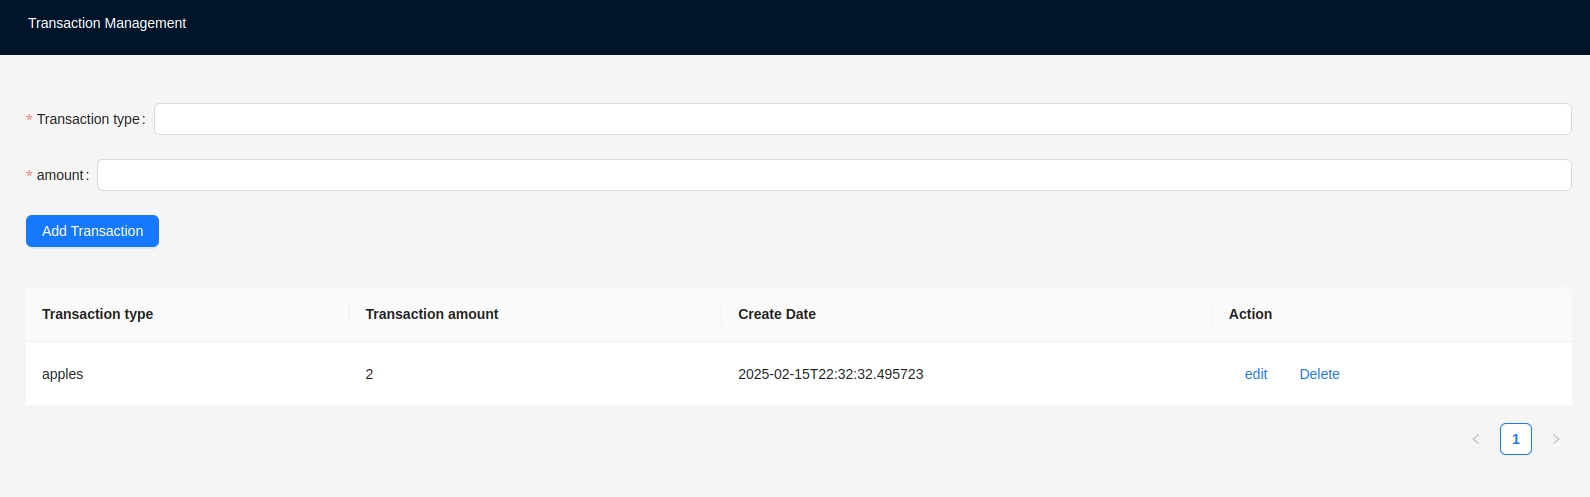 Transaction Management
* Transaction type:
* amount:
Add Transaction
Transaction type Transaction amount Create Date Action
apples 2 2025-02-15T22:32:32.495723 edit Delete
< 1 >